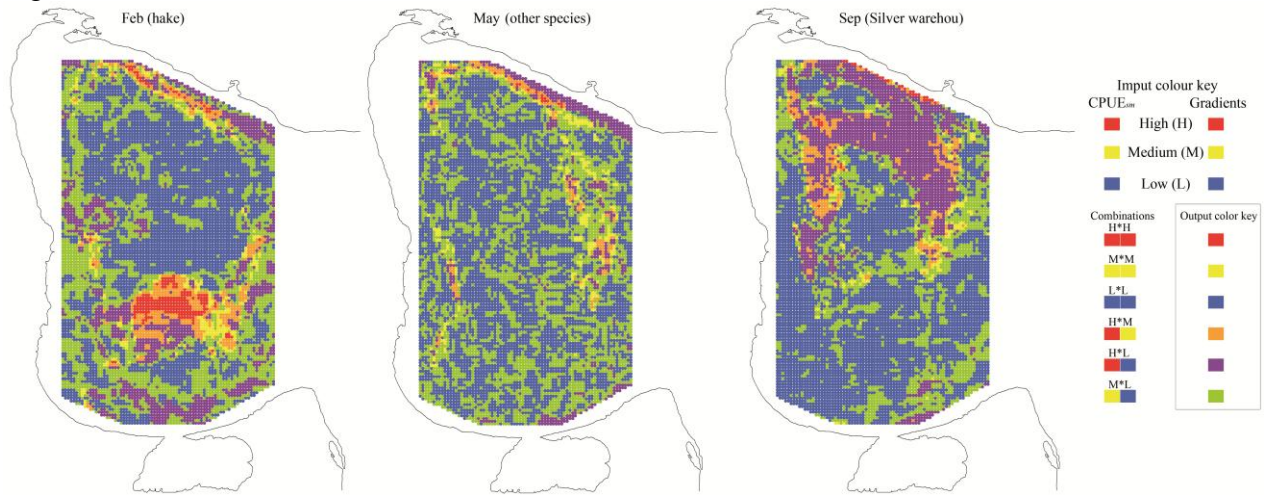 Feb (hake)
May (other species)
Sep (Silver warehou)
Imput colour key
CPUEsim Gradients
High (H)
Medium (M)
Low (L)
Combinations Output color key
H*H
M*M
L*L
H*M
H*L
M*L